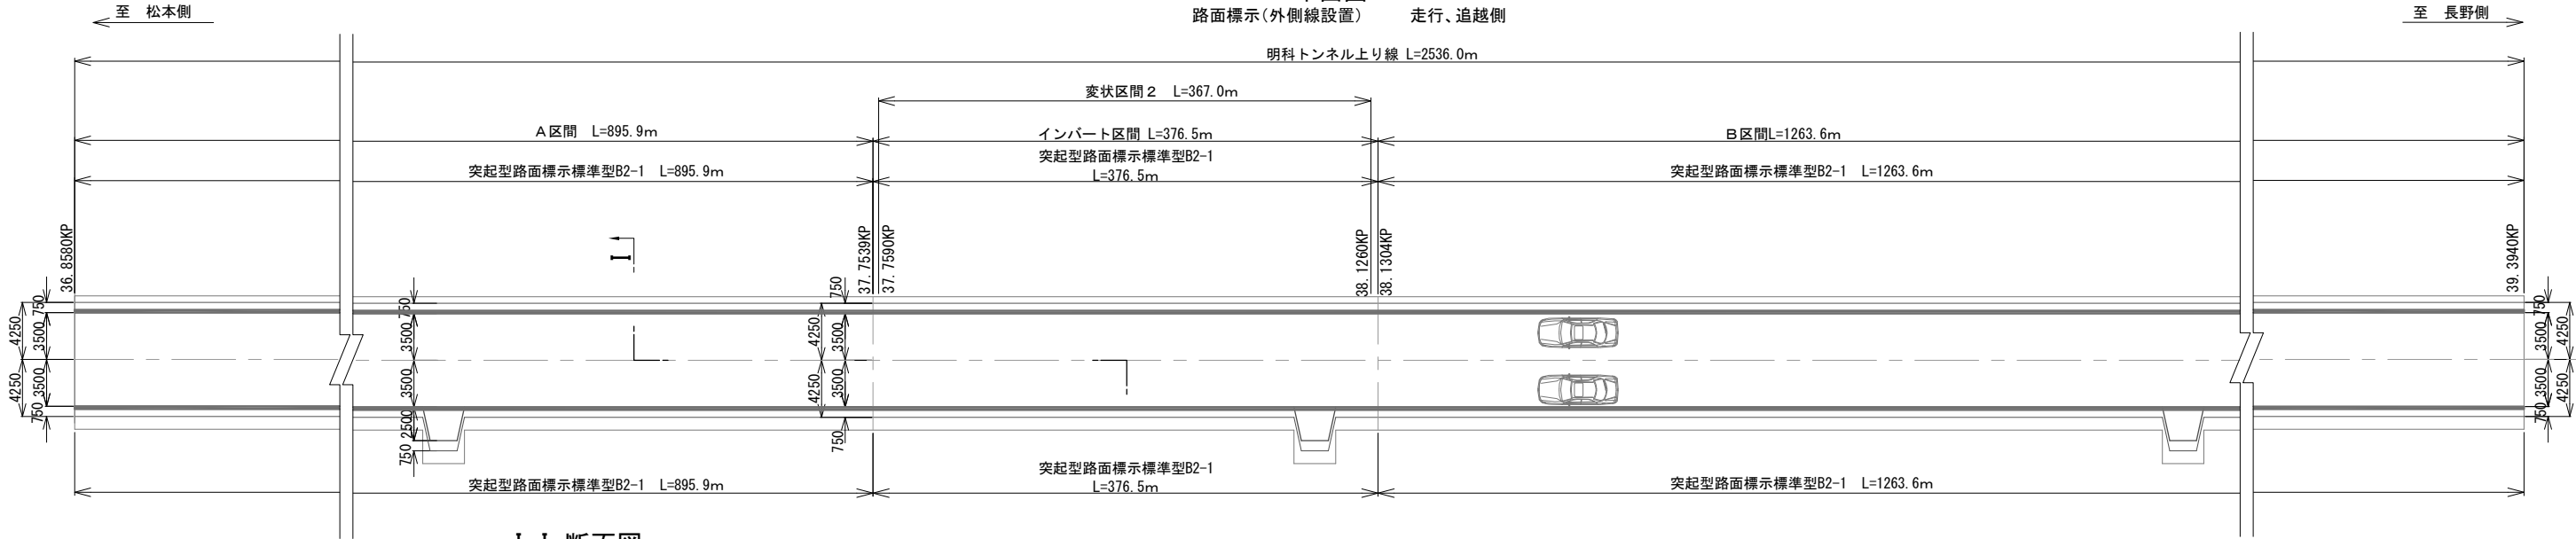 至　松本側
路面標示（外側線設置）　　走行、追越側
至　長野側
明科トンネル上り線 L=2536.0m
変状区間２　L=367.0m
Ａ区間　L=895.9m
インバート区間 L=376.5m
Ｂ区間L=1263.6m
突起型路面標示標準型B2-1　L=895.9m
突起型路面標示標準型B2-1
L=376.5m
突起型路面標示標準型B2-1　L=1263.6m
36.8580KP
37.7539KP
37.7590KP
38.1260KP
38.1304KP
39.3940KP
I
4250
4250
750
3500
3500
750
750
3500
3500
2500
750
4250
4250
750
3500
3500
750
750
3500
3500
750
4250
4250
突起型路面標示標準型B2-1　L=895.9m
突起型路面標示標準型B2-1
L=376.5m
突起型路面標示標準型B2-1　L=1263.6m